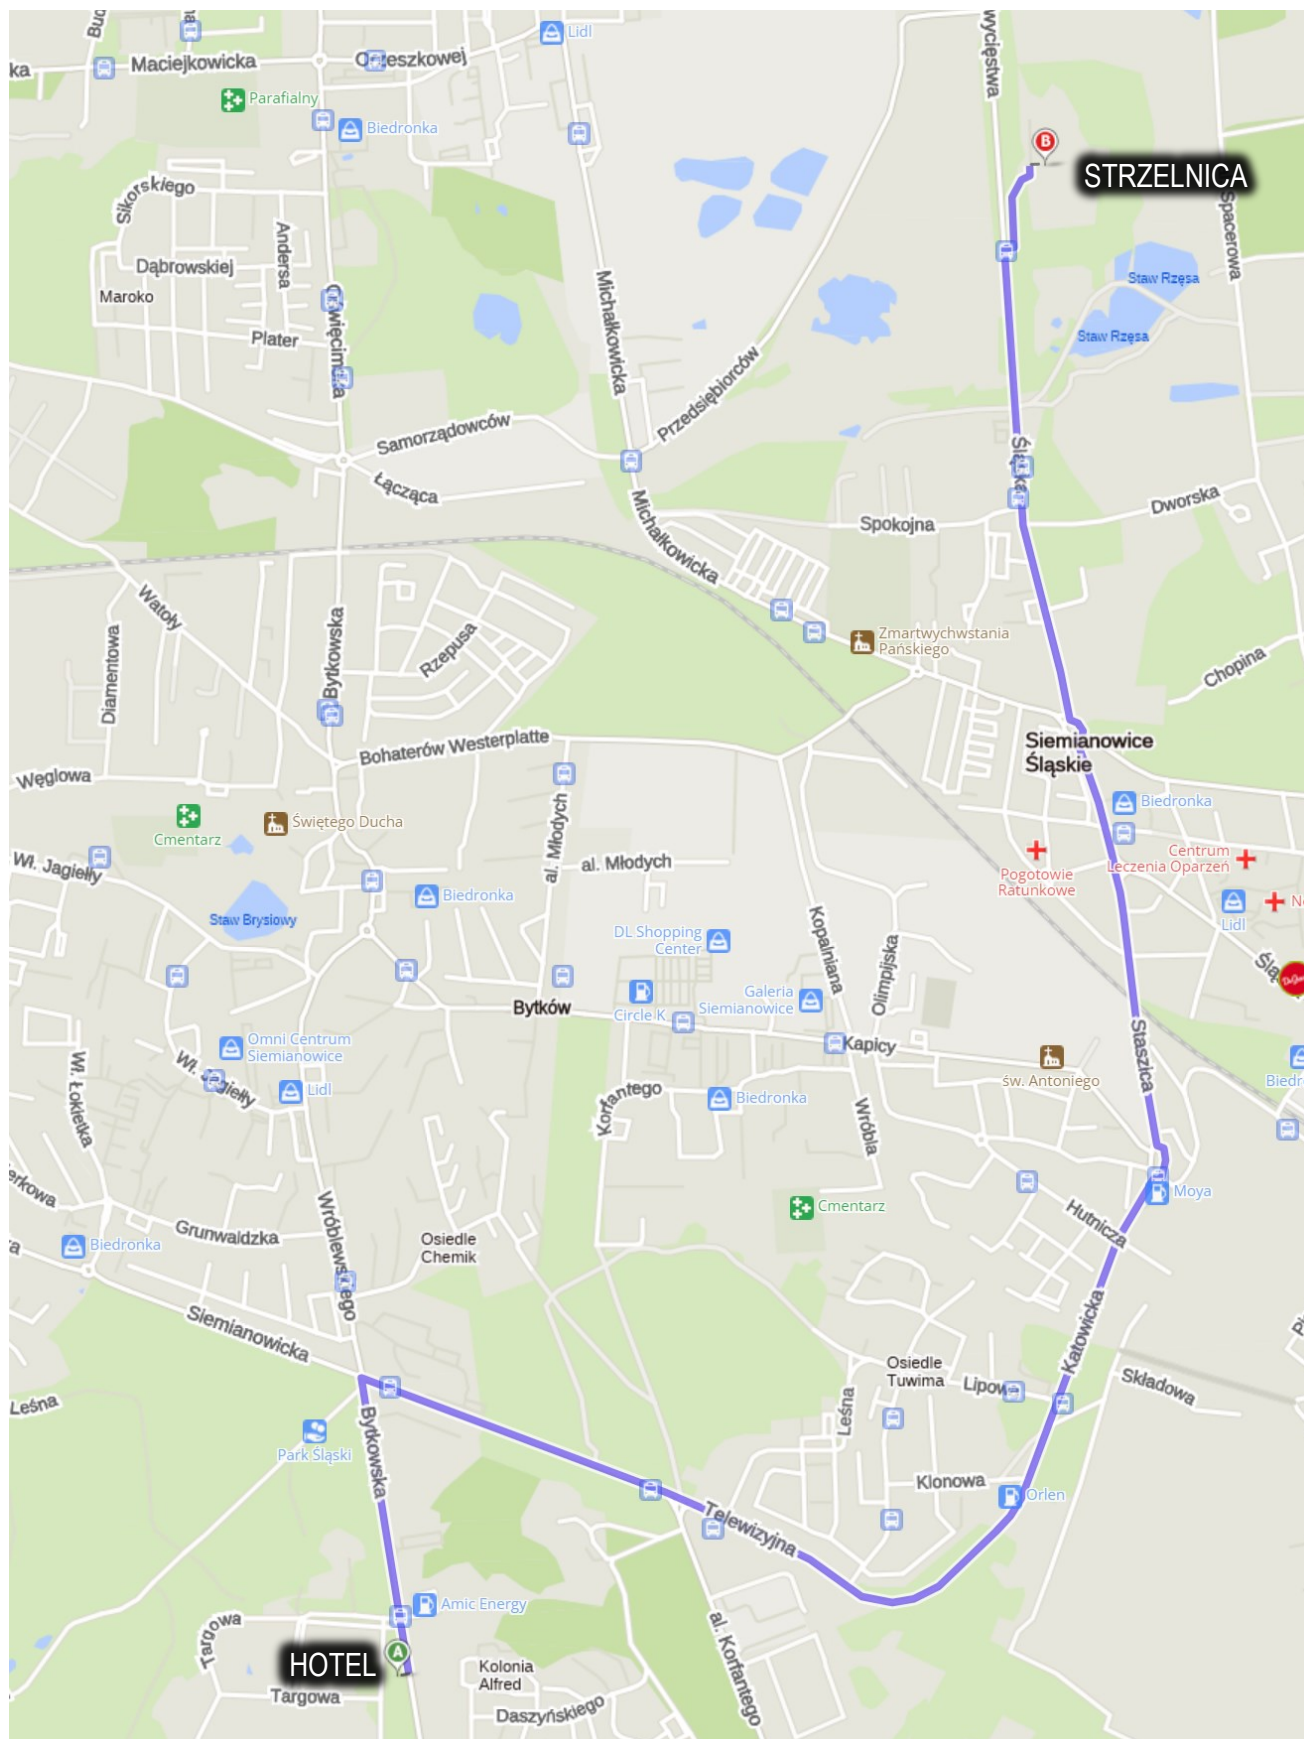 Lidl
Maciejkowicka
Orzeszkowej
wycięstwa
Parafialny
Biedronka
B
STRZELNICA
Sikorskiego
Andersa
Spacerowa
Dąbrowskiej
Maroko
Michałkowicka
Staw Rzęsa
Plater
Staw Rzęsa
Przedsiębiorców
Samorządowców
Śląska
Łącząca
Dworska
Spokojna
Michałkowicka
Watoły
Diamentowa
Bytkowska
Rzepusa
Zmartwychwstania
Pańskiego
Chopina
Bohaterów Westerplatte
Siemianowice
Śląskie
Węglowa
Biedronka
al. Młodych
Cmentarz
Świętego Ducha
Centrum
Leczenia Oparzeń
Wł. Jagiełły
al. Młodych
Pogotowie
Ratunkowe
Biedronka
Staw Brysiowy
Lidl
DL Shopping
Center
Kopalniana
Olimpijska
Galeria
Siemianowice
Bytków
Circle K
Kapicy
Staszica
Omni Centrum
Siemianowice
Wł. Jagiełły
Lidl
św. Antoniego
Wł. Łokietka
Korfantego
Biedronka
Wróbla
Moya
Cmentarz
Hutnicza
Grunwaldzka
Biedronka
Osiedle
Chemik
Wróblewskiego
Siemianowicka
Katowicka
Osiedle
Tuwima
Lipowa
Składowa
Leśna
Leśna
Park Śląski
Bytkowska
Klonowa
Orlen
Telewizyjna
Amic Energy
Targowa
al. Korfantego
A
HOTEL
Kolonia
Alfred
Targowa
Daszyńskiego